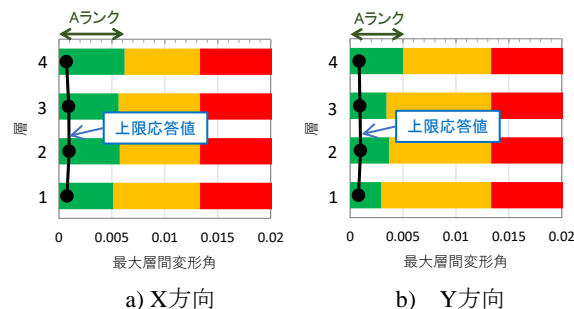 Aランク
4
3
2
1
層
上限応答値
0
0.005
0.01
0.015
0.02
最大層間変形角
a) X方向
Aランク
4
3
2
1
層
上限応答値
0
0.005
0.01
0.015
0.02
最大層間変形角
b) Y方向